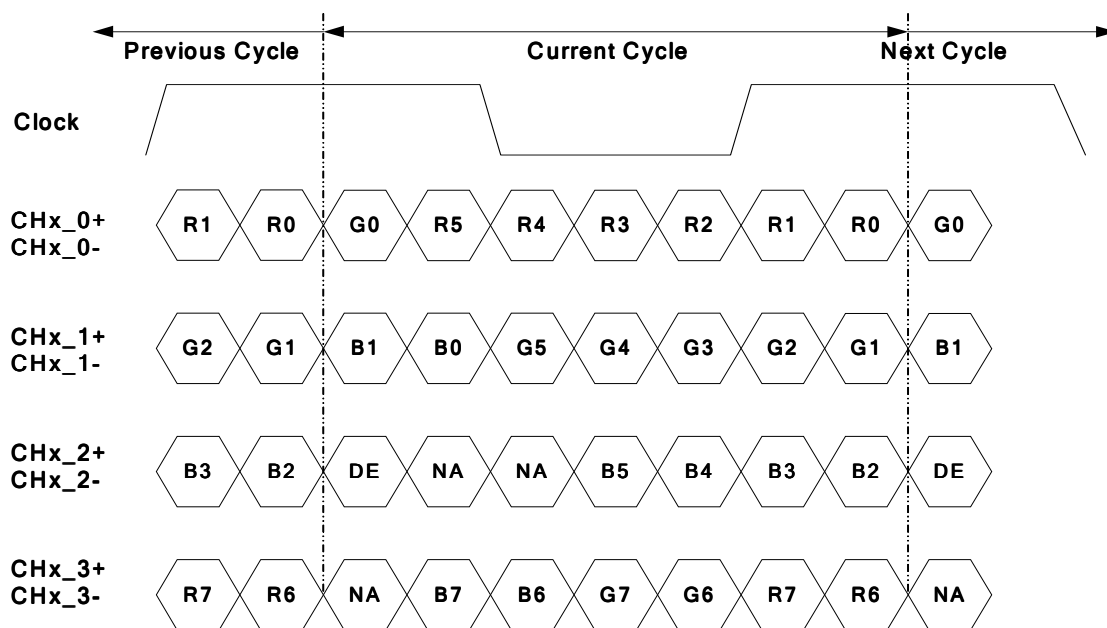 Previous Cycle Current Cycle Next Cycle
Clock
CHx_0+
CHx_0-
R1 R0 G0 R5 R4 R3 R2 R1 R0 G0
CHx_1+
CHx_1-
G2 G1 B1 B0 G5 G4 G3 G2 G1 B1
CHx_2+
CHx_2-
B3 B2 DE NA NA B5 B4 B3 B2 DE
CHx_3+
CHx_3-
R7 R6 NA B7 B6 G7 G6 R7 R6 NA